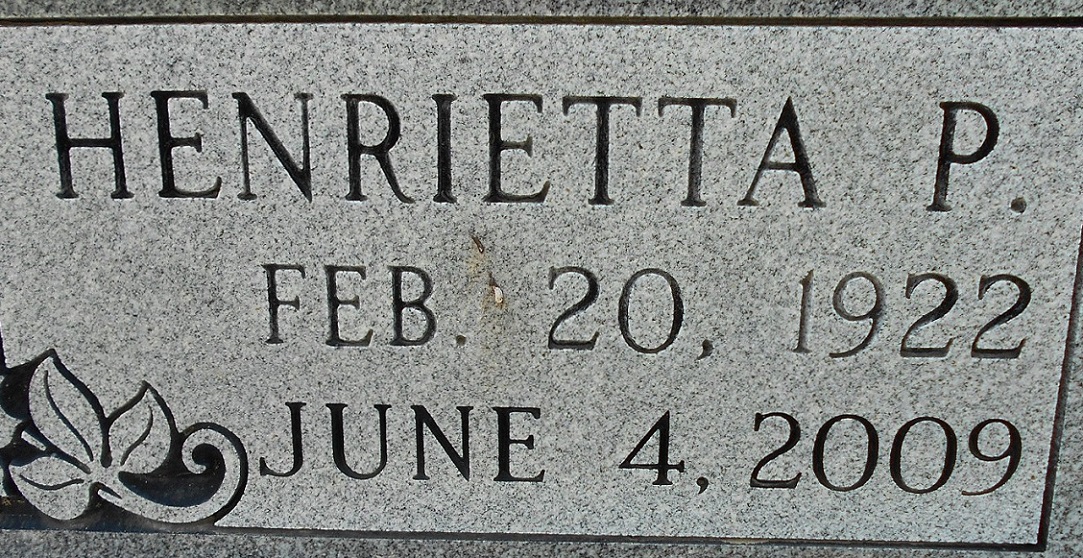 HENRIETTA P.
FEB. 20, 1922
JUNE 4, 2009